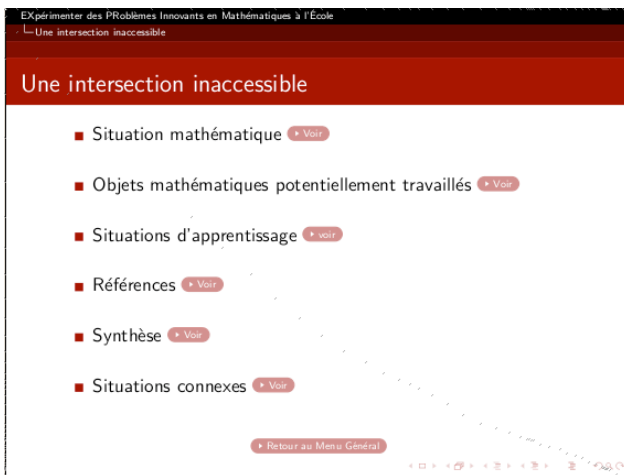 EXpérimenter des PRoblèmes Innovants en Mathématiques à l'École
Une intersection inaccessible
Une intersection inaccessible
Situation mathématique Voir
Objets mathématiques potentiellement travaillés Voir
Situations d'apprentissage voir
Références Voir
Synthèse Voir
Situations connexes Voir
Retour au Menu Général